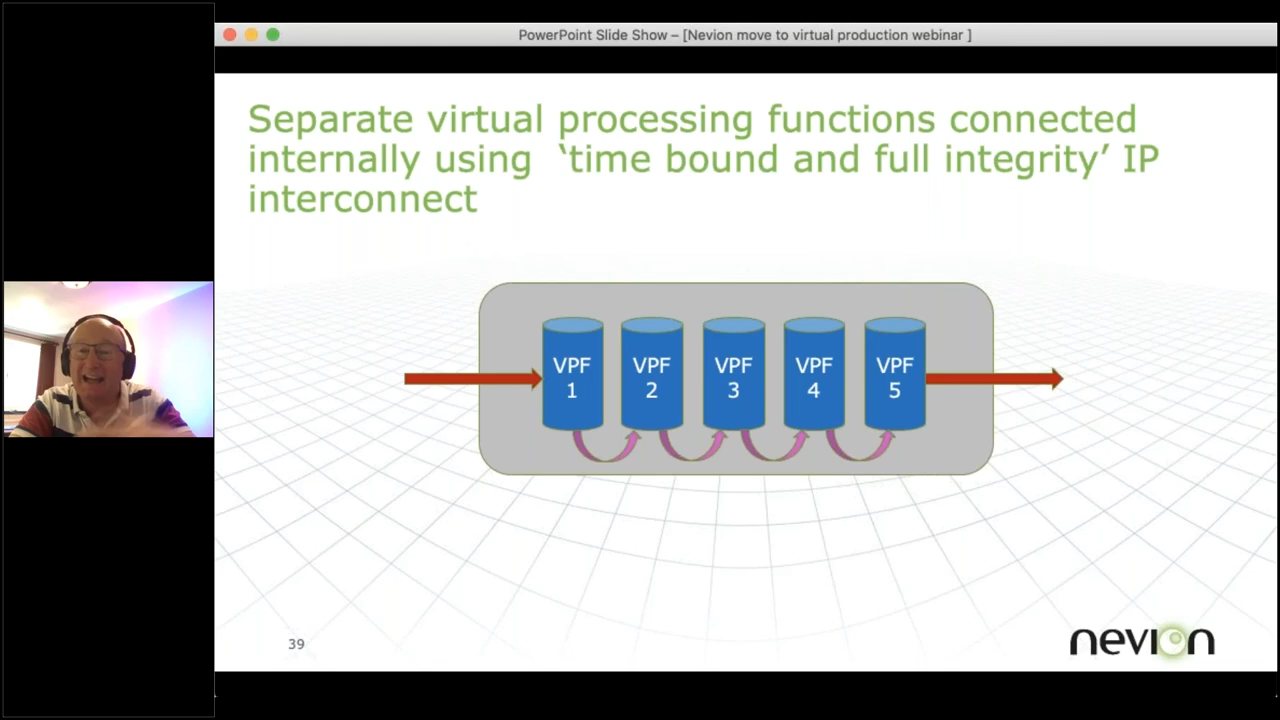 PowerPoint Slide Show – [Nevion move to virtual production webinar ]
Separate virtual processing functions connected
internally using ‘time bound and full integrity’ IP
interconnect
VPF
1
VPF
2
VPF
3
VPF
4
VPF
5
39
nevion